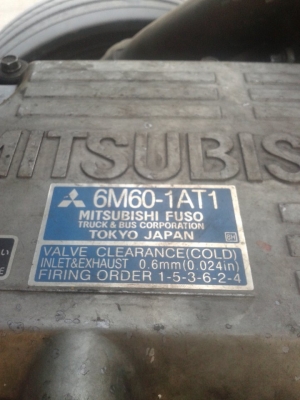 MITSUBIS
6M60-1AT1
MITSUBISHI FUSO
TRUCK & BUS CORPORATION
TOKYO JAPAN
VALVE CLEARANCE(COLD)
INLET&EXHAUST 0.6mm(0.024in)
FIRING ORDER 1-5-3-6-2-4